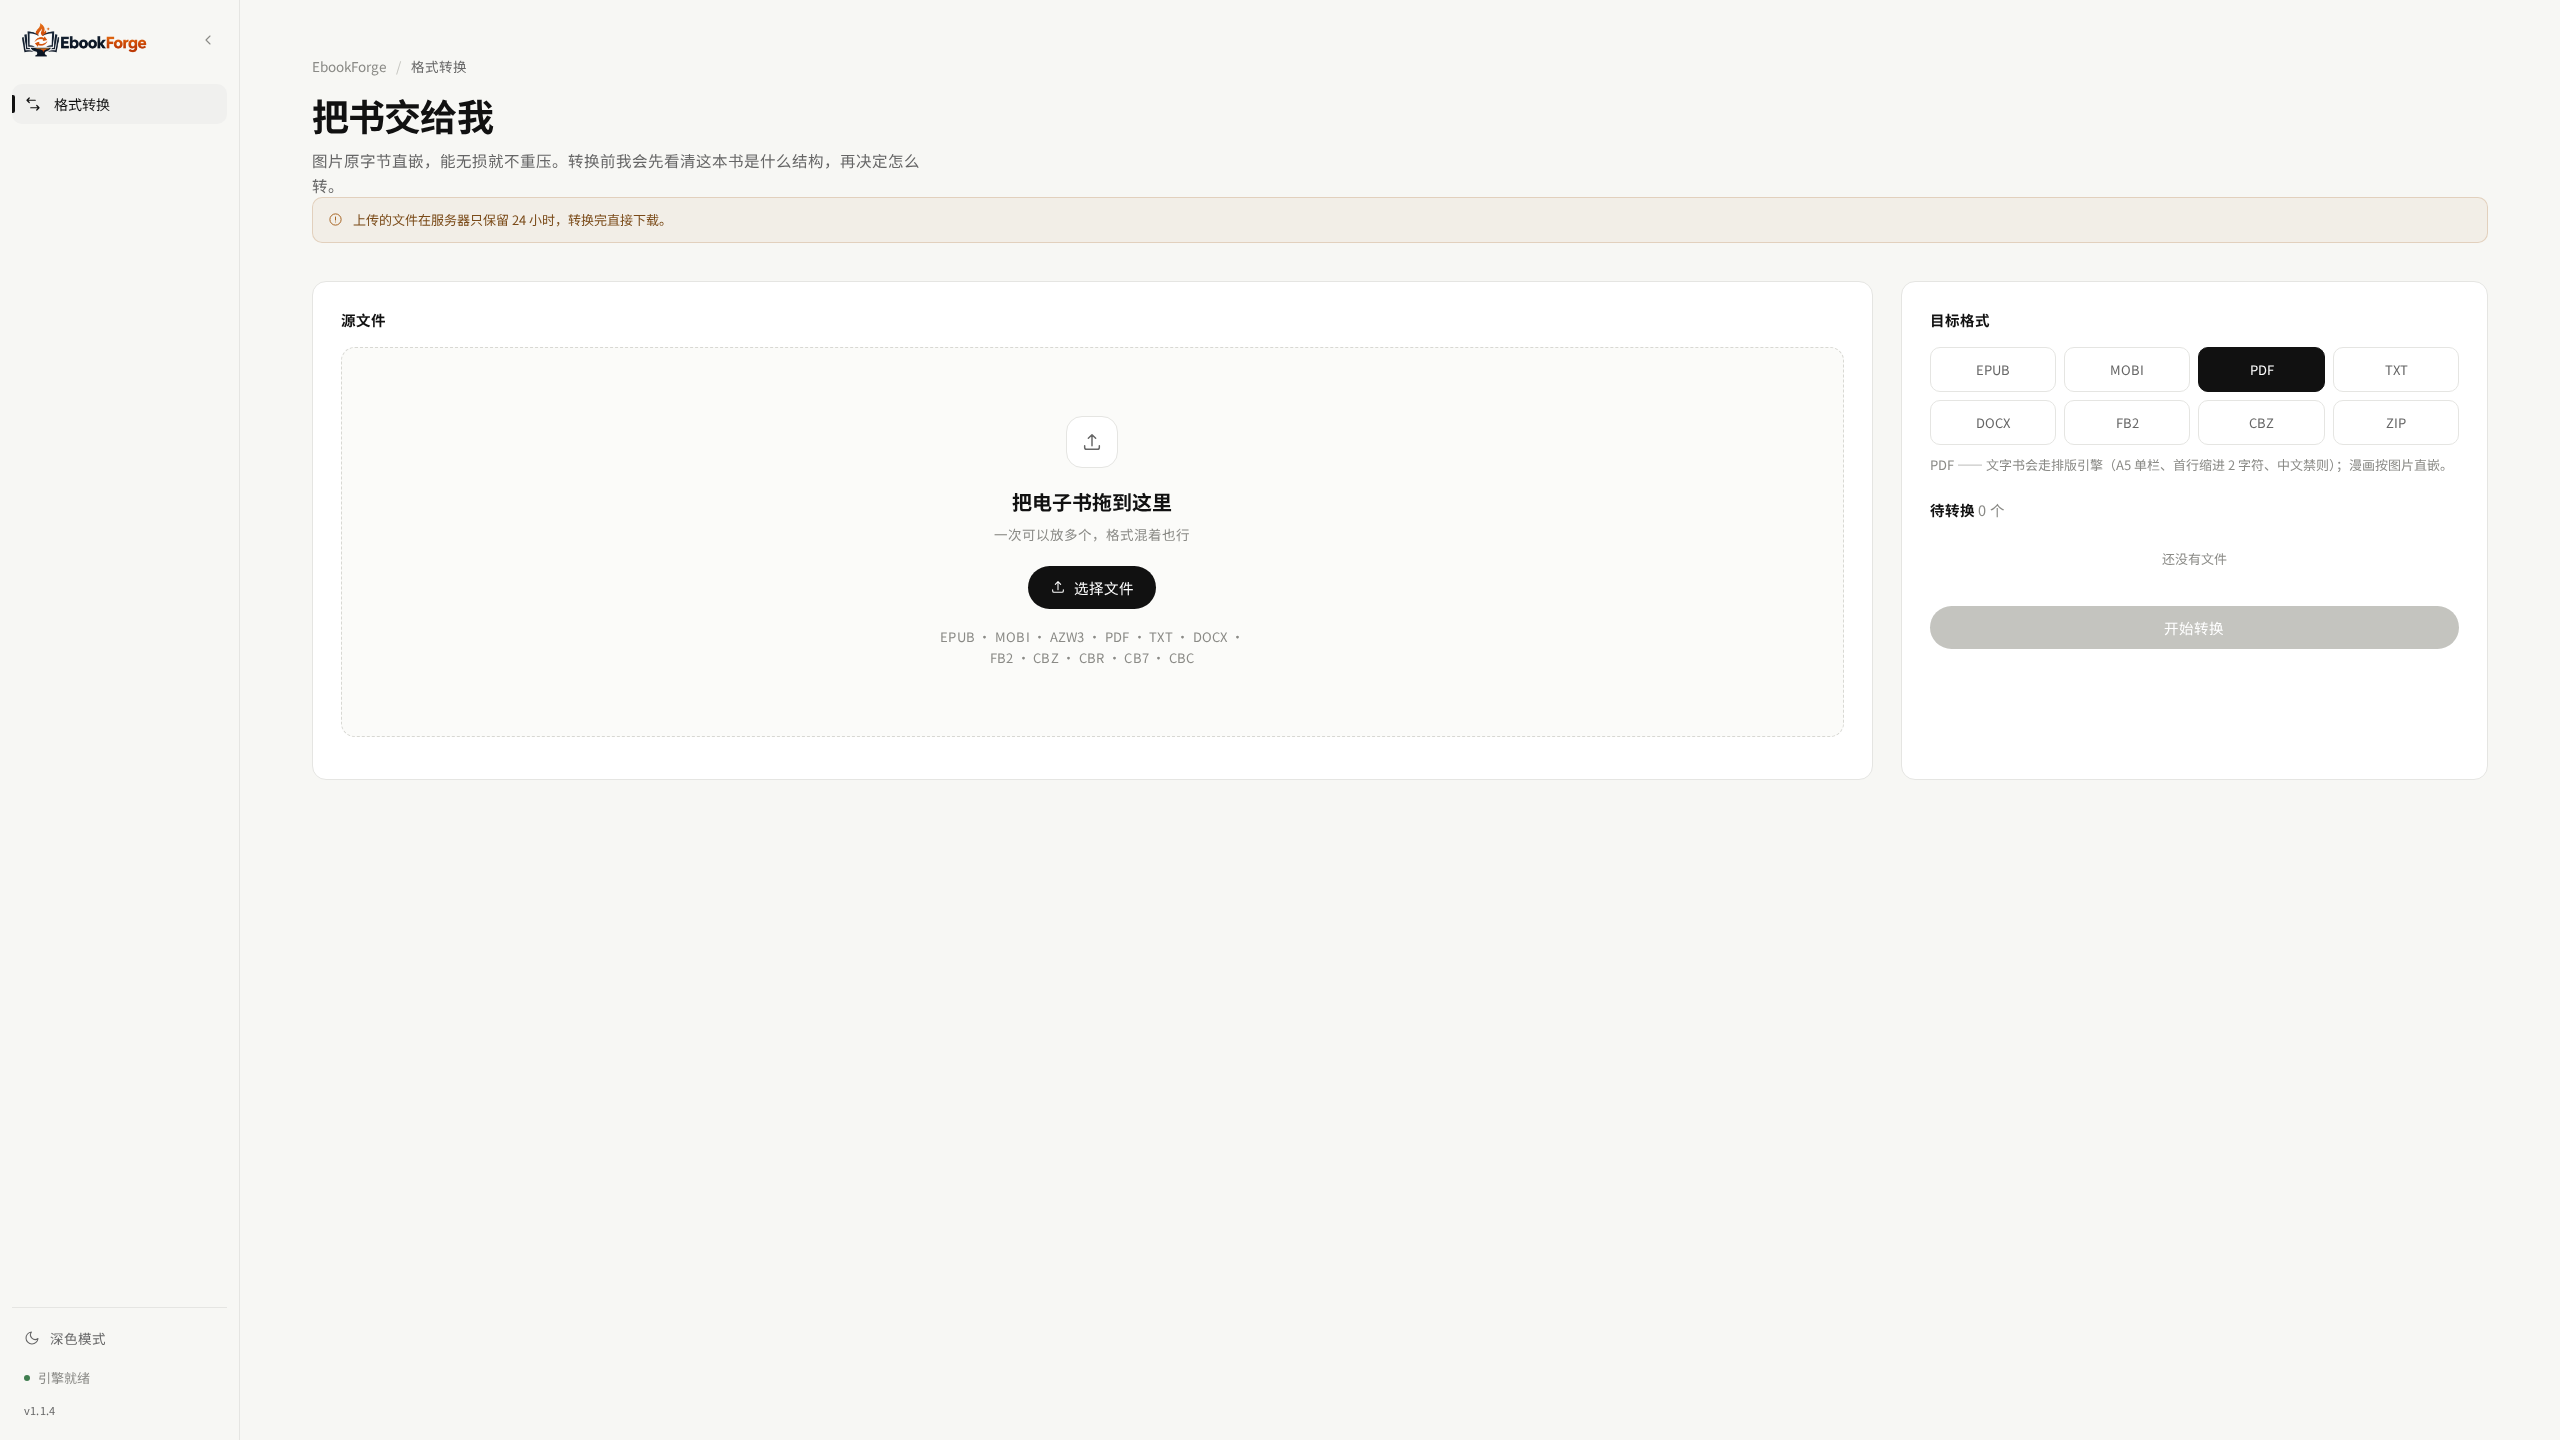 EbookForge
格式转换
EbookForge / 格式转换
把书交给我
图片原字节直嵌，能无损就不重压。转换前我会先看清这本书是什么结构，再决定怎么
转。
上传的文件在服务器只保留 24 小时，转换完直接下载。
源文件
把电子书拖到这里
一次可以放多个，格式混着也行
选择文件
EPUB · MOBI · AZW3 · PDF · TXT · DOCX ·
FB2 · CBZ · CBR · CB7 · CBC
目标格式
EPUB MOBI PDF TXT
DOCX FB2 CBZ ZIP
PDF —— 文字书会走排版引擎（A5 单栏、首行缩进 2 字符、中文禁则）；漫画按图片直嵌。
待转换 0 个
还没有文件
开始转换
深色模式
引擎就绪
v1.1.4